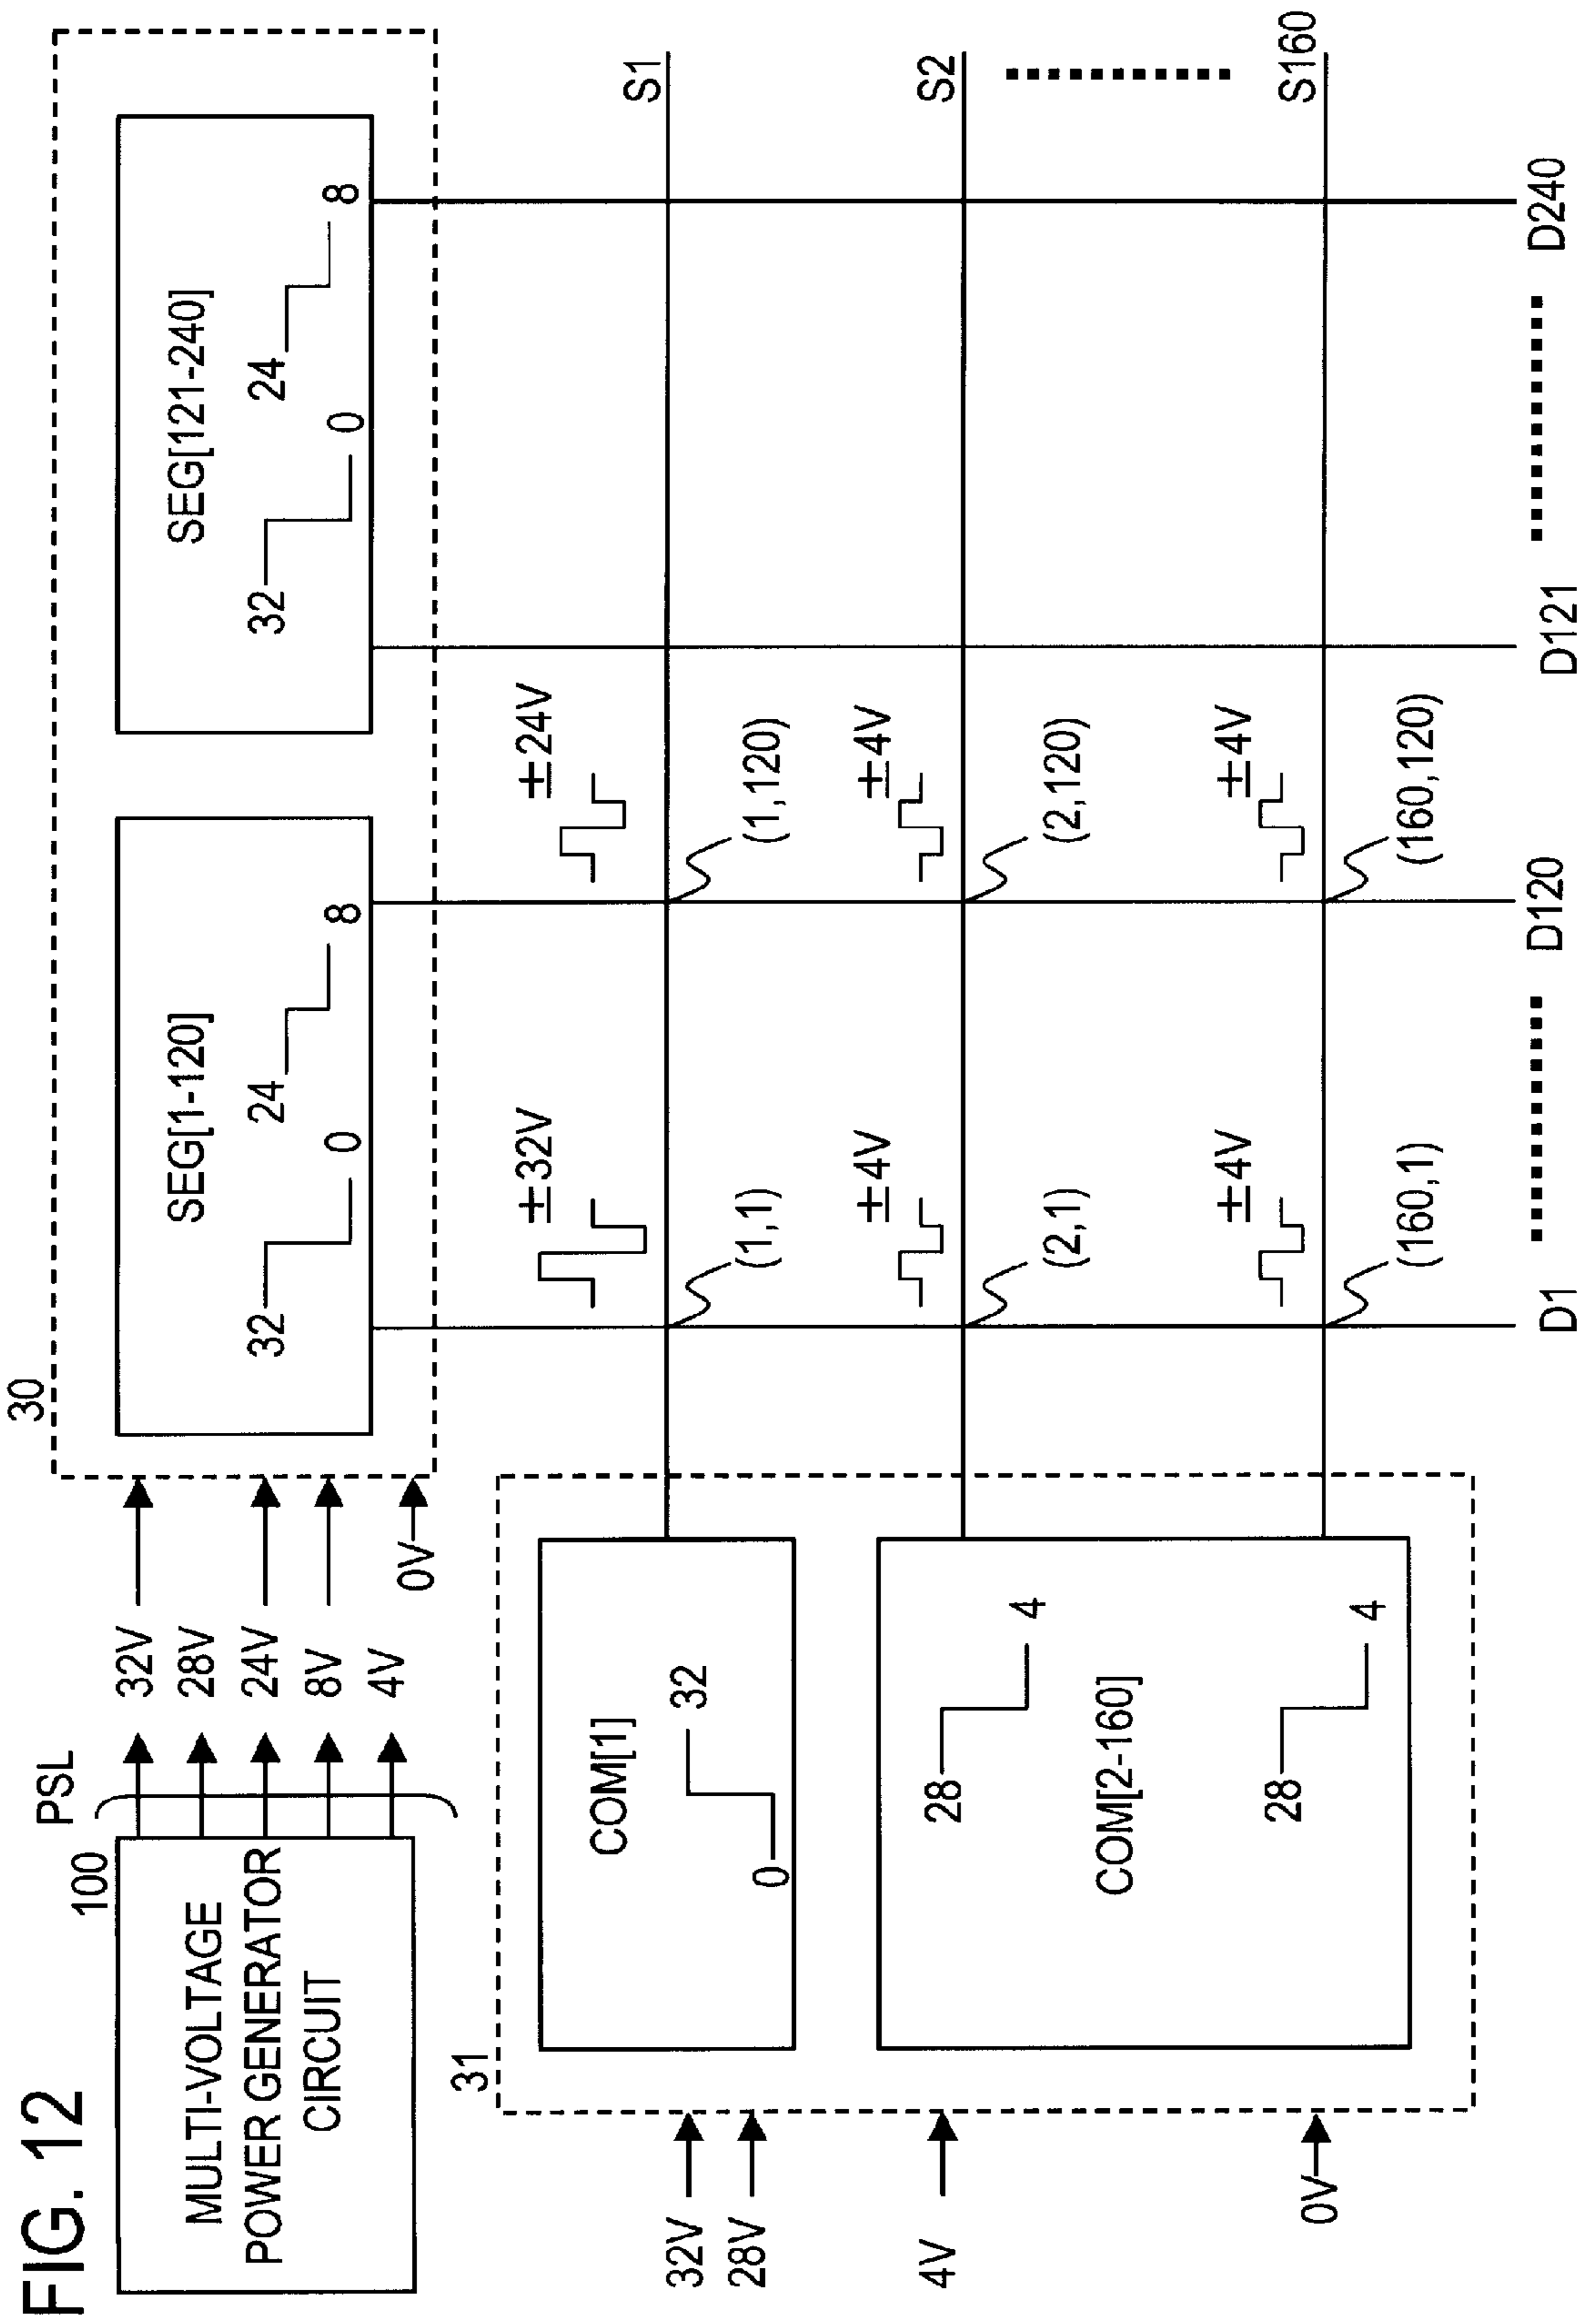 FIG. 12
100
PSL
MULTI-VOLTAGE
POWER GENERATOR
CIRCUIT
32V
28V
24V
8V
4V
0V
30
SEG[1-120]
32
0
24
8
SEG[121-240]
32
0
24
8
31
32V
28V
4V
0V
COM[1]
0
32
28
4
COM[2-160]
28
4
±32V
±24V
S1
(1,1)
(1,120)
±4V
±4V
S2
(2,1)
(2,120)
±4V
±4V
S160
(160,1)
(160,120)
D1
D120
D121
D240